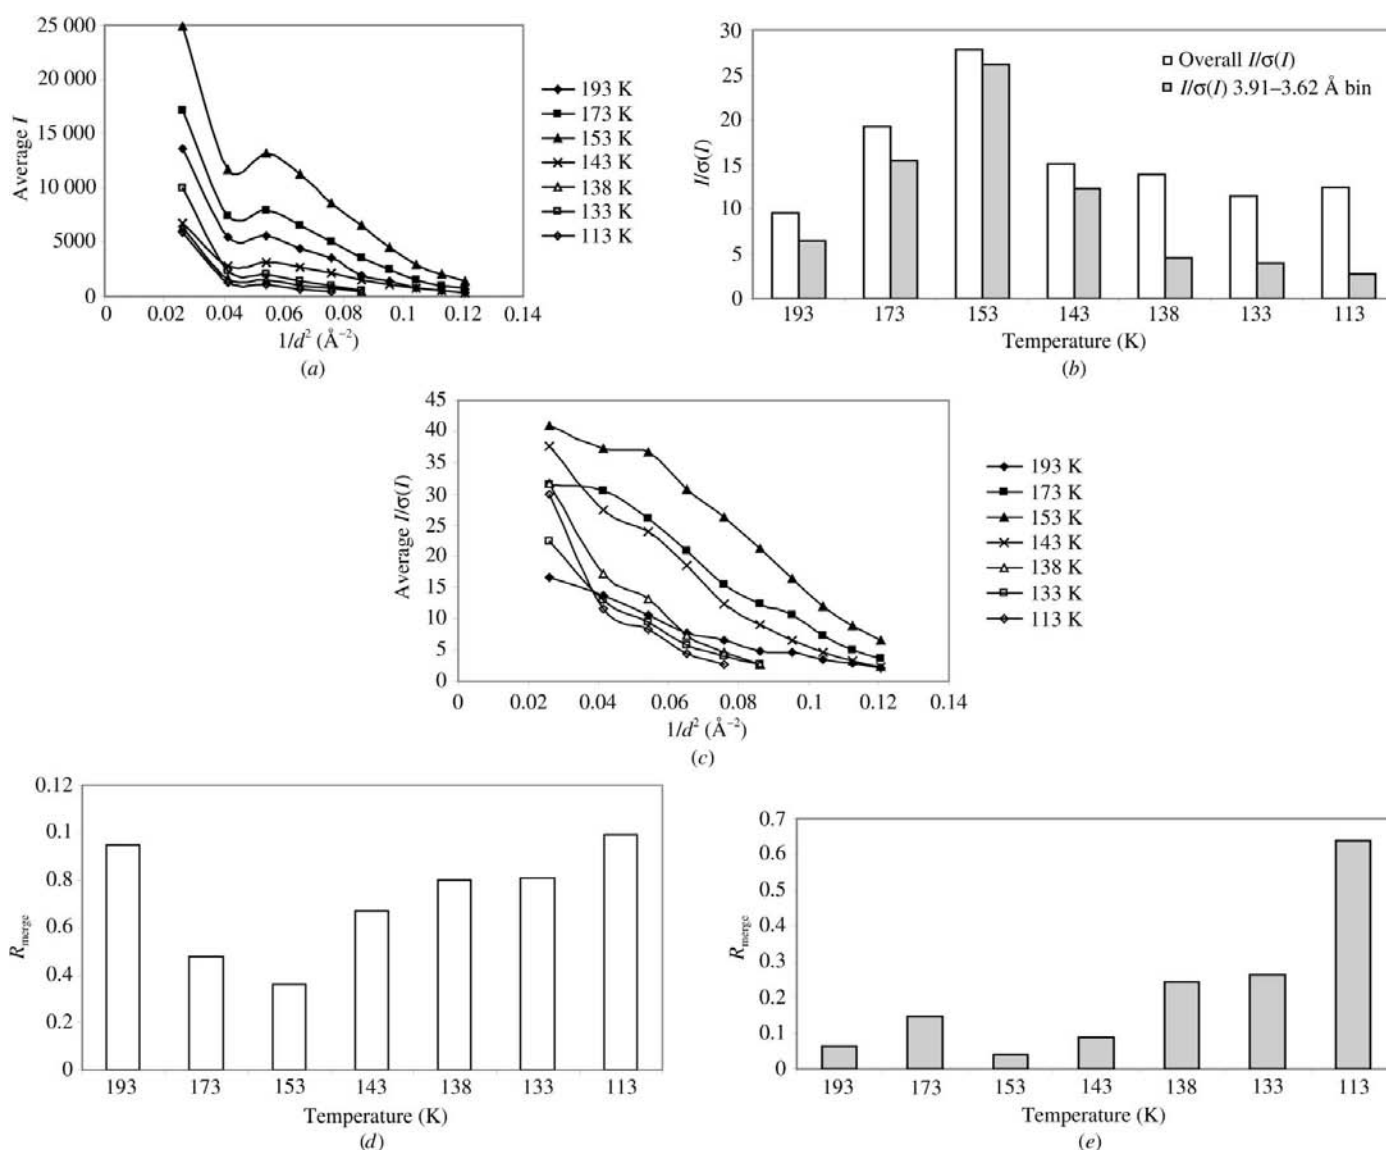 25 000
20 000
15 000
10 000
5000
0
Average I
0 0.02 0.04 0.06 0.08 0.1 0.12 0.14
1/d² (Å⁻²)
(a)
193 K
173 K
153 K
143 K
138 K
133 K
113 K
30
25
20
15
10
5
0
I/σ(I)
Overall I/σ(I)
I/σ(I) 3.91–3.62 Å bin
193 173 153 143 138 133 113
Temperature (K)
(b)
45
40
35
30
25
20
15
10
5
0
Average I/σ(I)
0 0.02 0.04 0.06 0.08 0.1 0.12 0.14
1/d² (Å⁻²)
(c)
193 K
173 K
153 K
143 K
138 K
133 K
113 K
0.12
0.1
0.8
0.6
0.4
0.2
0
Rmerge
193 173 153 143 138 133 113
Temperature (K)
(d)
0.7
0.6
0.5
0.4
0.3
0.2
0.1
0
Rmerge
193 173 153 143 138 133 113
Temperature (K)
(e)